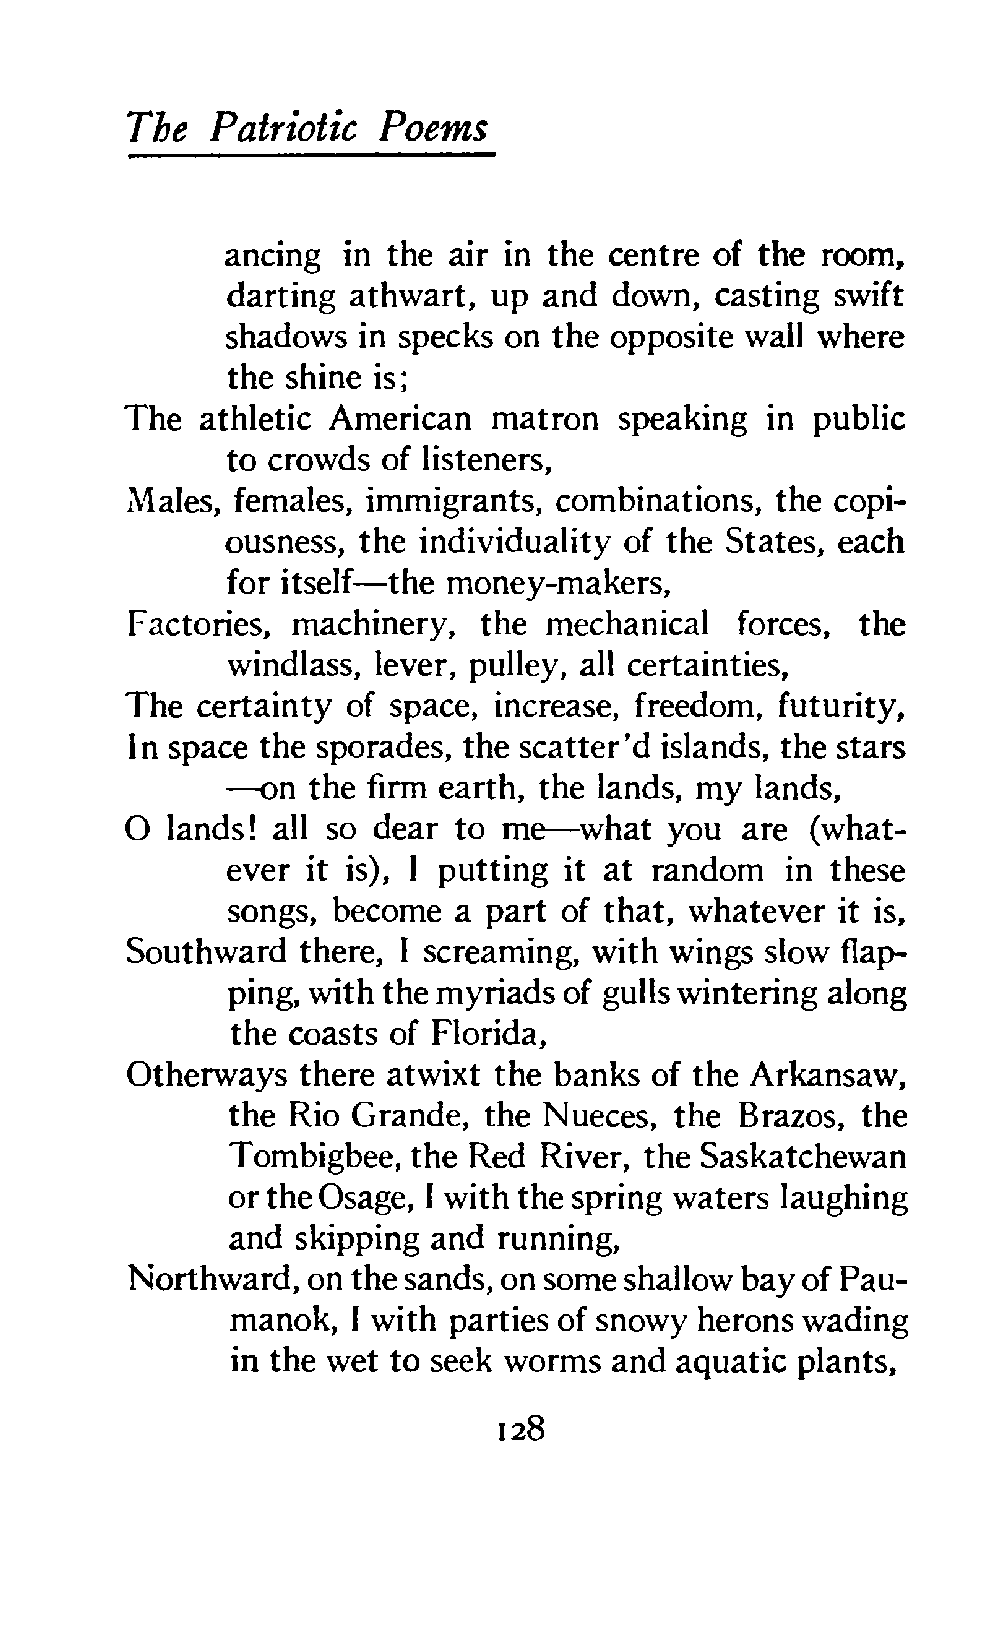 The Patriotic Poems
ancing in the air in the centre of the room,
darting athwart, up and down, casting swift
shadows in specks on the opposite wall where
the shine is;
The athletic American matron speaking in public
to crowds of listeners,
Males, females, immigrants, combinations, the copi-
ousness, the individuality of the States, each
for itself—the money-makers,
Factories, machinery, the mechanical forces, the
windlass, lever, pulley, all certainties,
The certainty of space, increase, freedom, futurity,
In space the sporades, the scatter'd islands, the stars
—on the firm earth, the lands, my lands,
O lands! all so dear to me—what you are (what-
ever it is), I putting it at random in these
songs, become a part of that, whatever it is,
Southward there, I screaming, with wings slow flap-
ping, with the myriads of gulls wintering along
the coasts of Florida,
Otherways there atwixt the banks of the Arkansaw,
the Rio Grande, the Nueces, the Brazos, the
Tombigbee, the Red River, the Saskatchewan
or the Osage, I with the spring waters laughing
and skipping and running,
Northward, on the sands, on some shallow bay of Pau-
manok, I with parties of snowy herons wading
in the wet to seek worms and aquatic plants,
128